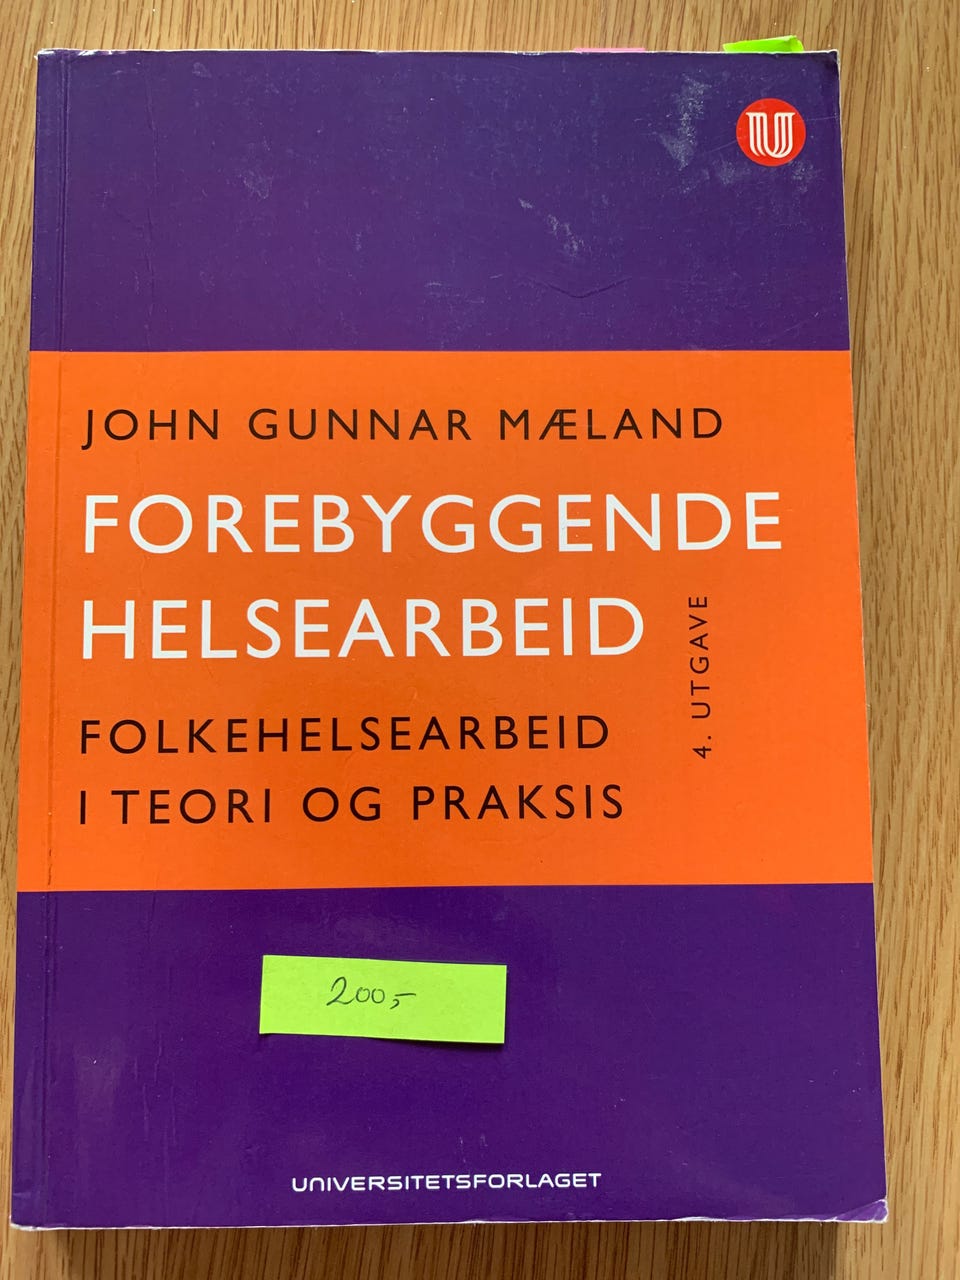 U
JOHN GUNNAR MÆLAND
FOREBYGGENDE
HELSEARBEID
4. UTGAVE
FOLKEHELSEARBEID
I TEORI OG PRAKSIS
200,-
UNIVERSITETSFORLAGET